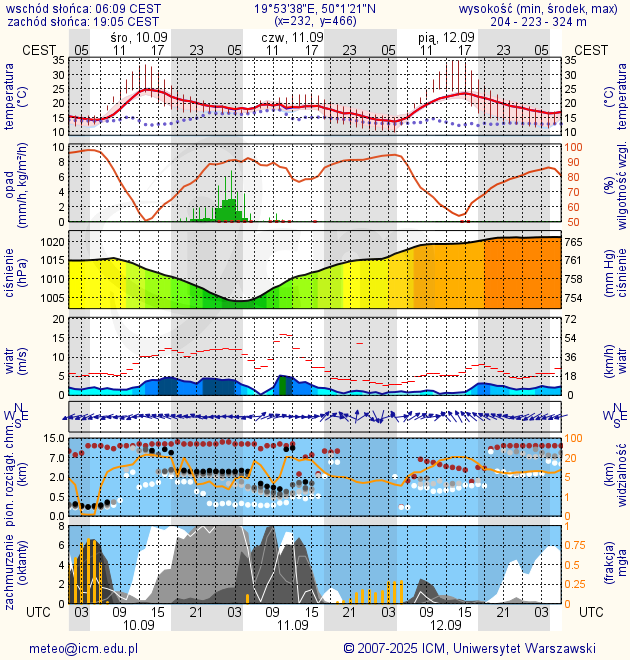 wschód słońca: 06:09 CEST 19°53'38"E, 50°1'21"N wysokość (min, środek, max)
zachód słońca: 19:05 CEST (x=232, y=466) 204 - 223 - 324 m
śro, 10.09 czw, 11.09 pią, 12.09
CEST 05 11 17 23 05 11 17 23 05 11 17 23 05 CEST
temperatura (°C)
35 30 25 20 15 10
35 30 25 20 15 10
temperatura (°C)
opad (mm/h, kg/m²/h)
10 8 6 4 2 0
100 90 80 70 60 50
wilgotność wzgl. (%)
ciśnienie (hPa)
1020 1015 1010 1005
765 761 758 754
ciśnienie (mm Hg)
wiatr (m/s)
20 15 10 5 0
72 54 36 18 0
wiatr (km/h)
N W E S
N W E S
pion. rozciągł. chm. (km)
15.0 7.0 2.0 0.5 0.0
100 20 5 1 0
widzialność (km)
zachmurzenie (oktanty)
8 6 4 2 0
1 0.75 0.5 0.25 0
(frakcja) mgła
UTC 03 09 15 21 03 09 15 21 03 09 15 21 03 UTC
10.09 11.09 12.09
meteo@icm.edu.pl © 2007-2025 ICM, Uniwersytet Warszawski